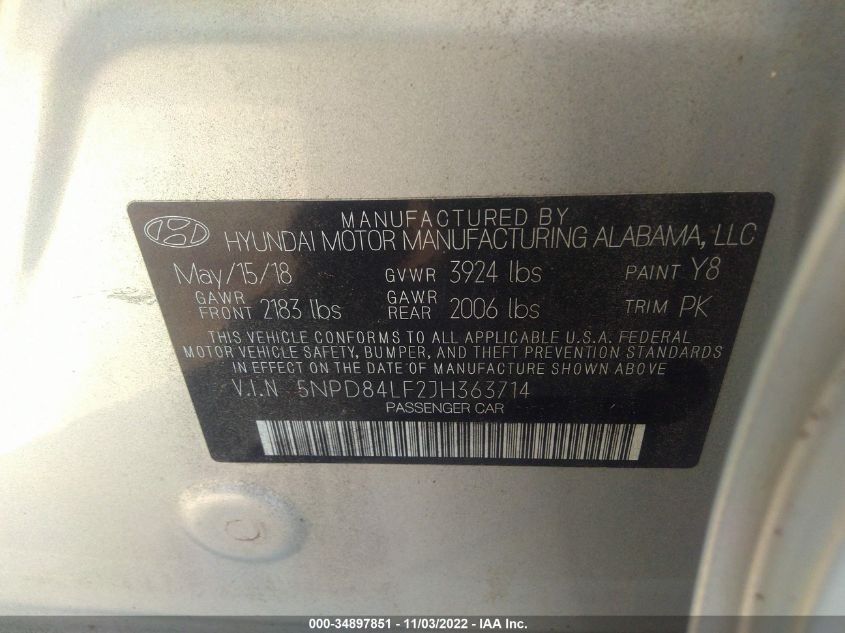 MANUFACTURED BY
HYUNDAI MOTOR MANUFACTURING ALABAMA, LLC
May/15/18 GVWR 3924 lbs PAINT Y8
GAWR FRONT 2183 lbs GAWR REAR 2006 lbs TRIM PK
THIS VEHICLE CONFORMS TO ALL APPLICABLE U.S.A. FEDERAL
MOTOR VEHICLE SAFETY, BUMPER, AND THEFT PREVENTION STANDARDS
IN EFFECT ON THE DATE OF MANUFACTURE SHOWN ABOVE
V.I.N 5NPD84LF2JH363714
PASSENGER CAR
000-34897851 - 11/03/2022 - IAA Inc.